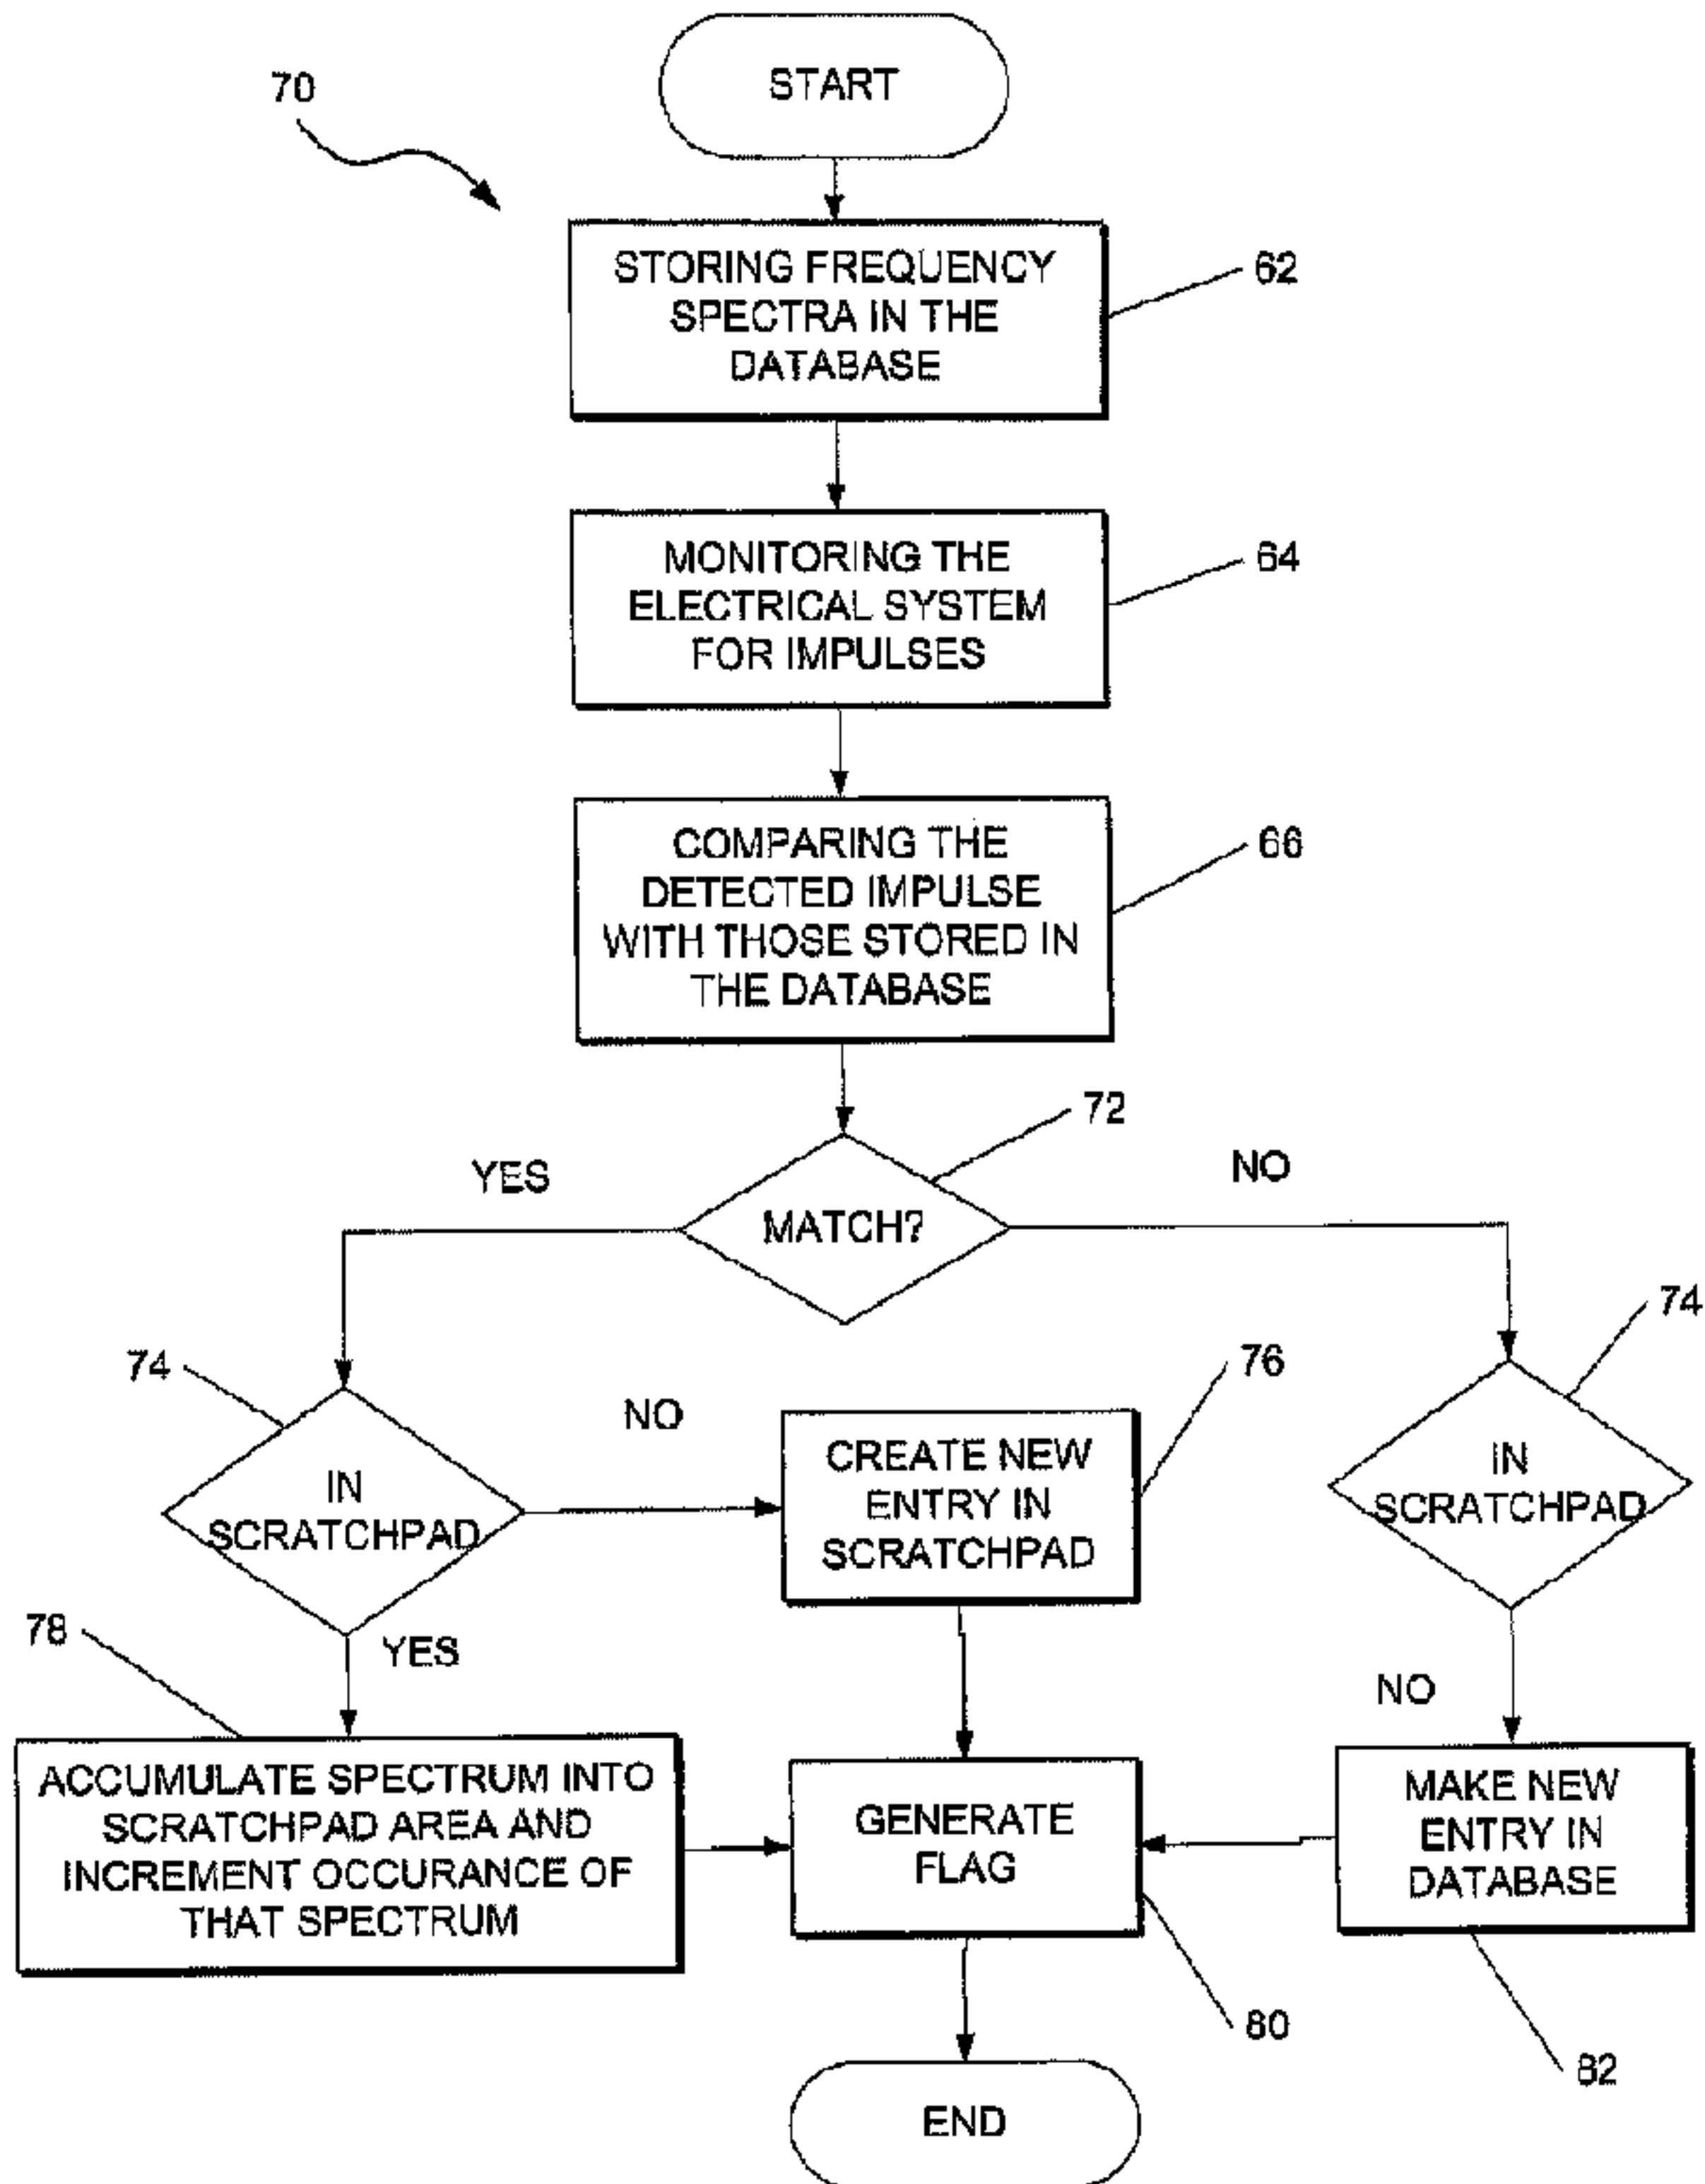 START
70
STORING FREQUENCY
SPECTRA IN THE
DATABASE
62
MONITORING THE
ELECTRICAL SYSTEM
FOR IMPULSES
64
COMPARING THE
DETECTED IMPULSE
WITH THOSE STORED IN
THE DATABASE
66
72
YES
MATCH?
NO
74
IN
SCRATCHPAD
NO
76
CREATE NEW
ENTRY IN
SCRATCHPAD
74
IN
SCRATCHPAD
78
YES
NO
ACCUMULATE SPECTRUM INTO
SCRATCHPAD AREA AND
INCREMENT OCCURANCE OF
THAT SPECTRUM
GENERATE
FLAG
MAKE NEW
ENTRY IN
DATABASE
80
82
END